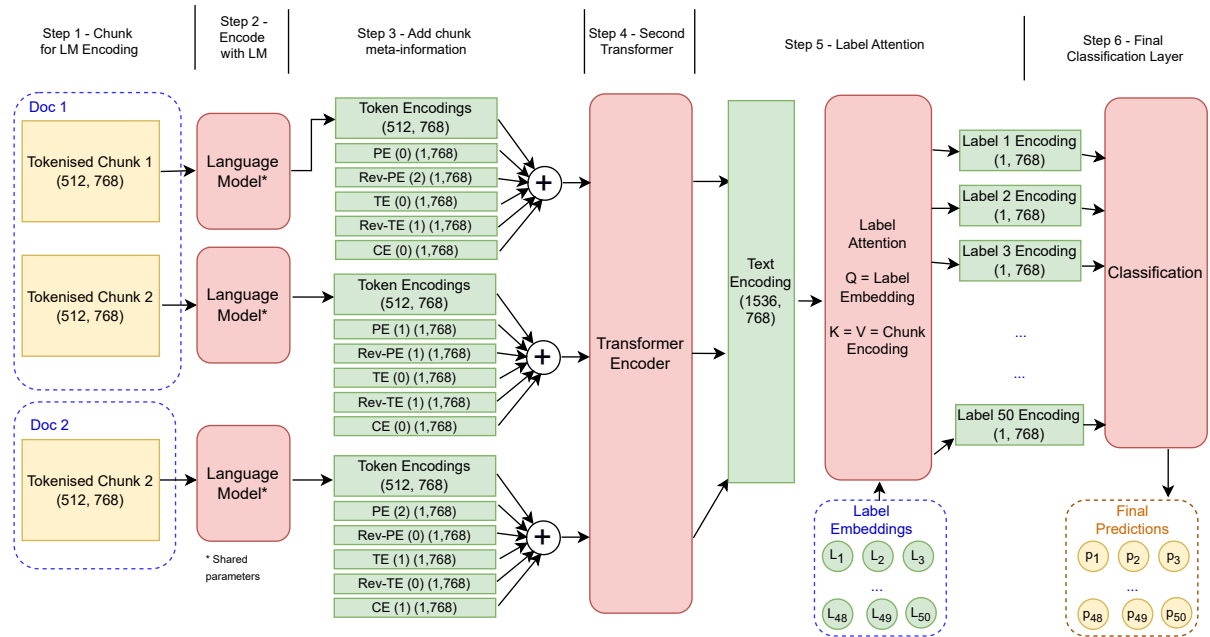 Step 1 - Chunk
for LM Encoding
Step 2 -
Encode
with LM
Step 3 - Add chunk
meta-information
Step 4 - Second
Transformer
Step 5 - Label Attention
Step 6 - Final
Classification Layer
Doc 1
Tokenised Chunk 1
(512, 768)
Language
Model*
Token Encodings
(512, 768)
PE (0) (1,768)
Rev-PE (2) (1,768)
TE (0) (1,768)
Rev-TE (1) (1,768)
CE (0) (1,768)
+
Tokenised Chunk 2
(512, 768)
Language
Model*
Token Encodings
(512, 768)
PE (1) (1,768)
Rev-PE (1) (1,768)
TE (0) (1,768)
Rev-TE (1) (1,768)
CE (0) (1,768)
+
Doc 2
Tokenised Chunk 2
(512, 768)
Language
Model*
* Shared
parameters
Token Encodings
(512, 768)
PE (2) (1,768)
Rev-PE (0) (1,768)
TE (1) (1,768)
Rev-TE (0) (1,768)
CE (1) (1,768)
+
Transformer
Encoder
Text
Encoding
(1536,
768)
Label
Attention
Q = Label
Embedding
K = V = Chunk
Encoding
Label
Embeddings
L1 L2 L3
...
L48 L49 L50
Label 1 Encoding
(1, 768)
Label 2 Encoding
(1, 768)
Label 3 Encoding
(1, 768)
...
...
Label 50 Encoding
(1, 768)
Classification
Final
Predictions
p1 p2 p3
...
p48 p49 p50